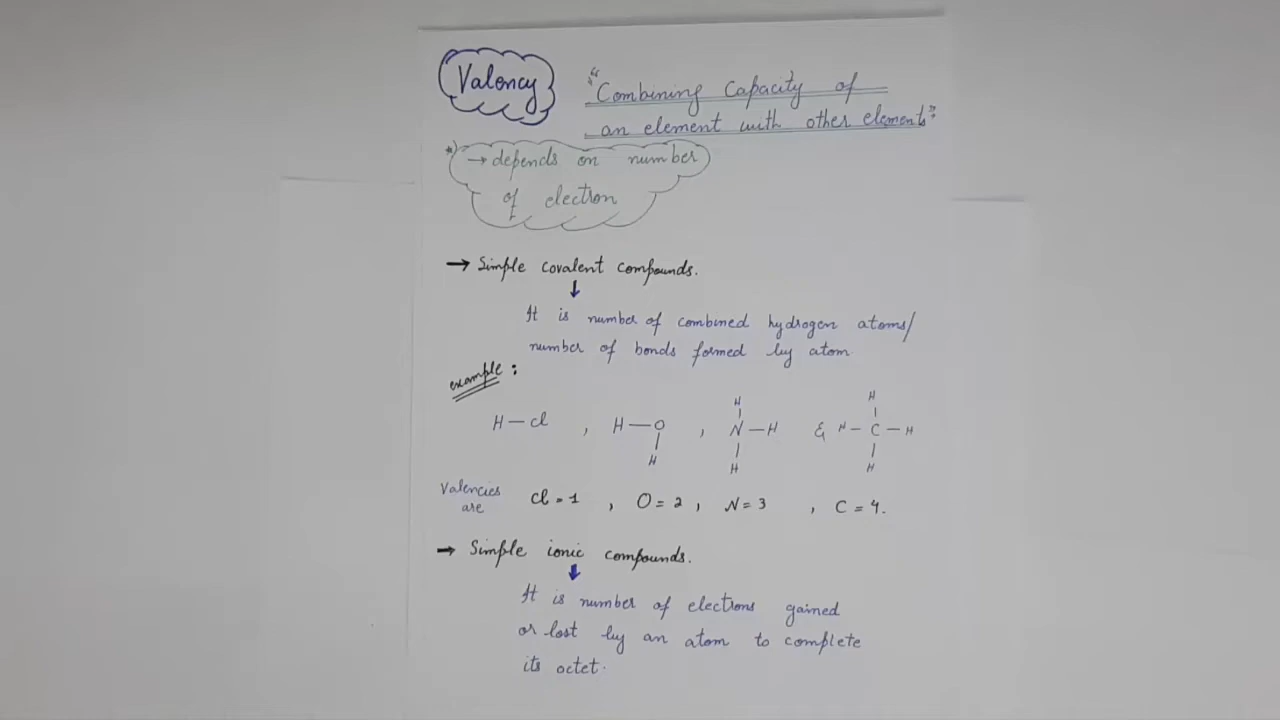 Valency
"Combining Capacity of
an element with other elements"
*) → depends on number
of electron
→ Simple covalent compounds.
↓
It is number of combined hydrogen atoms/
number of bonds formed by atom.
example :
H
H
H — Cl , H — O , N — H & H — C — H
H
H
H
Valencies
are
Cl = 1 , O = 2 , N = 3 , C = 4.
→ Simple ionic compounds.
↓
It is number of electrons gained
or lost by an atom to complete
its octet.